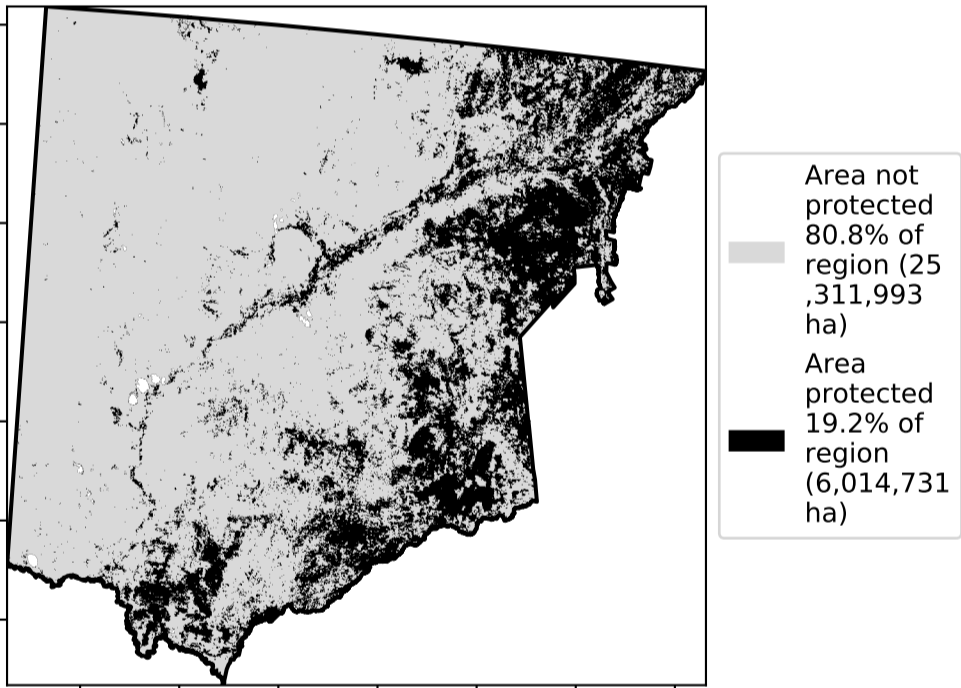 Area not
protected
80.8% of
region (25
,311,993
ha)
Area
protected
19.2% of
region
(6,014,731
ha)